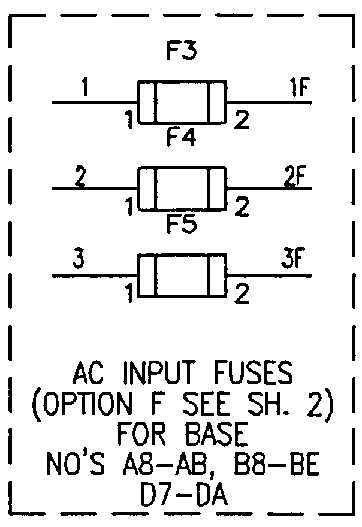 F3
1 1F
1 2
F4
2 2F
1 2
F5
3 3F
1 2
AC INPUT FUSES
(OPTION F SEE SH. 2)
FOR BASE
NO'S A8-AB, B8-BE
D7-DA